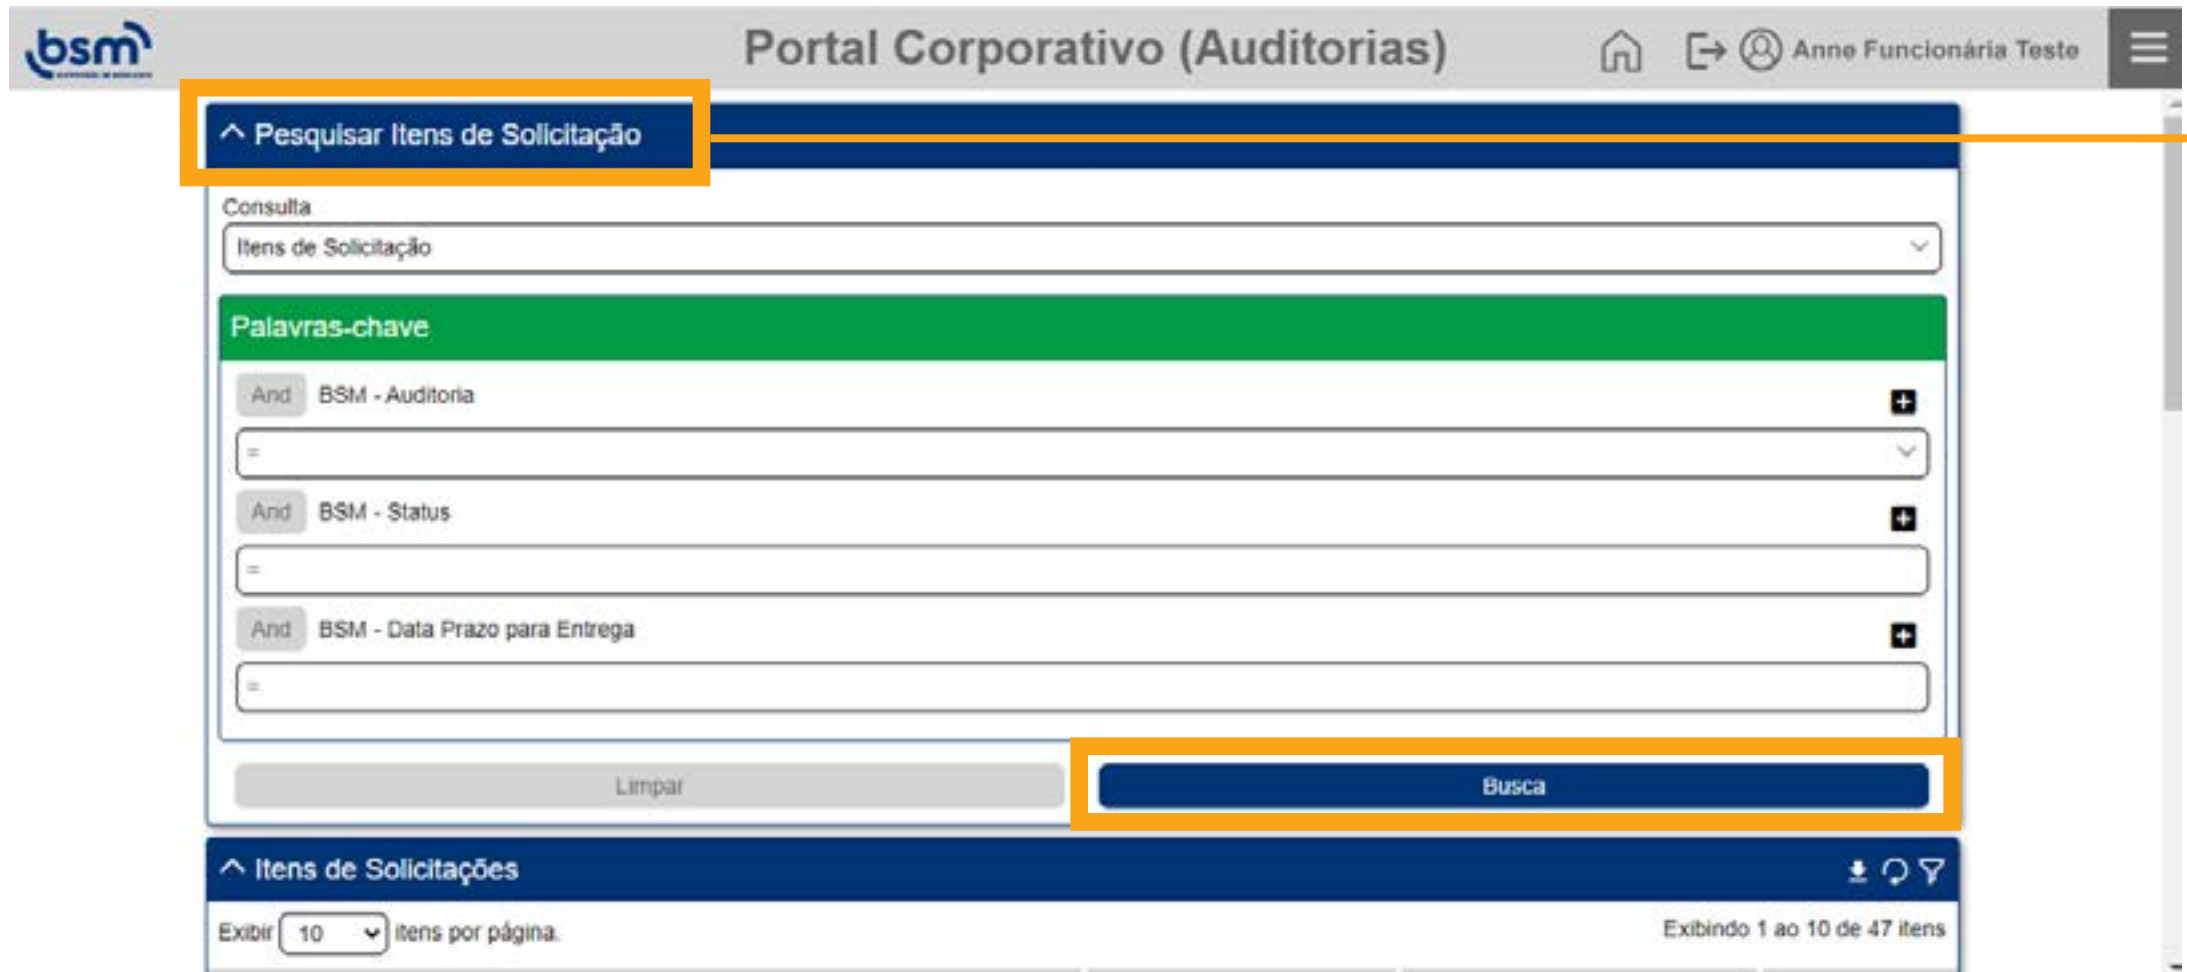 bsm
Portal Corporativo (Auditorias)
Anne Funcionária Teste
Pesquisar Itens de Solicitação
Consulta
Itens de Solicitação
Palavras-chave
And BSM - Auditoria
=
And BSM - Status
=
And BSM - Data Prazo para Entrega
=
Limpar
Busca
Itens de Solicitações
Exibir 10 itens por página.
Exibindo 1 ao 10 de 47 itens